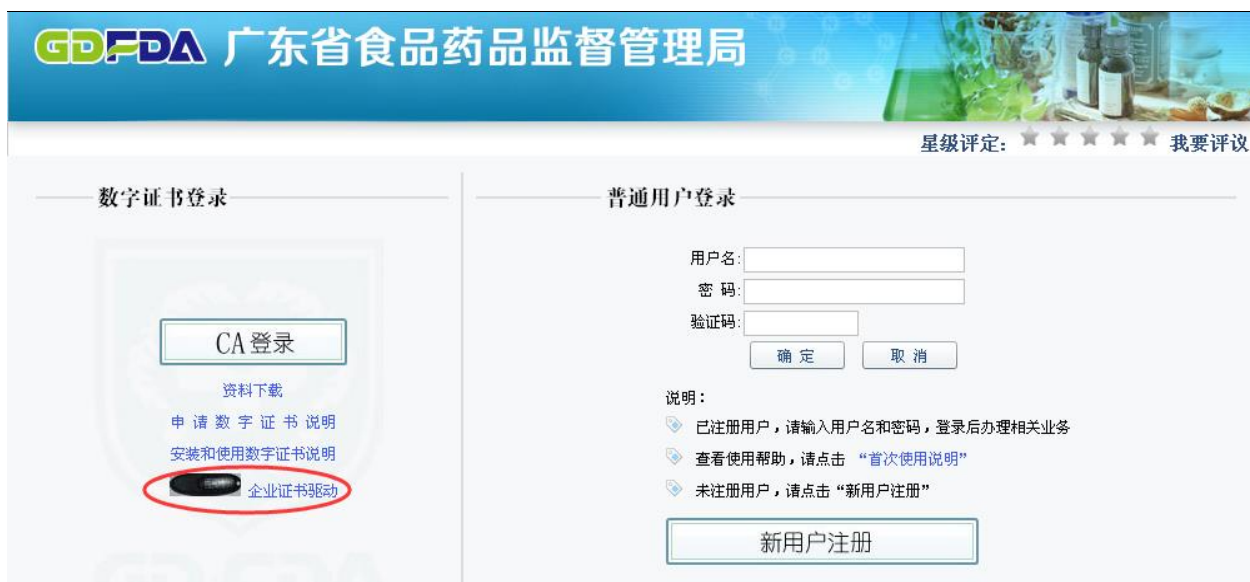 GDFDA 广东省食品药品监督管理局
星级评定: 我要评议
数字证书登录
CA登录
资料下载
申请数字证书说明
安装和使用数字证书说明
企业证书驱动
普通用户登录
用户名:
密 码:
验证码:
确 定 取 消
说明：
已注册用户，请输入用户名和密码，登录后办理相关业务
查看使用帮助，请点击 “首次使用说明”
未注册用户，请点击“新用户注册”
新用户注册